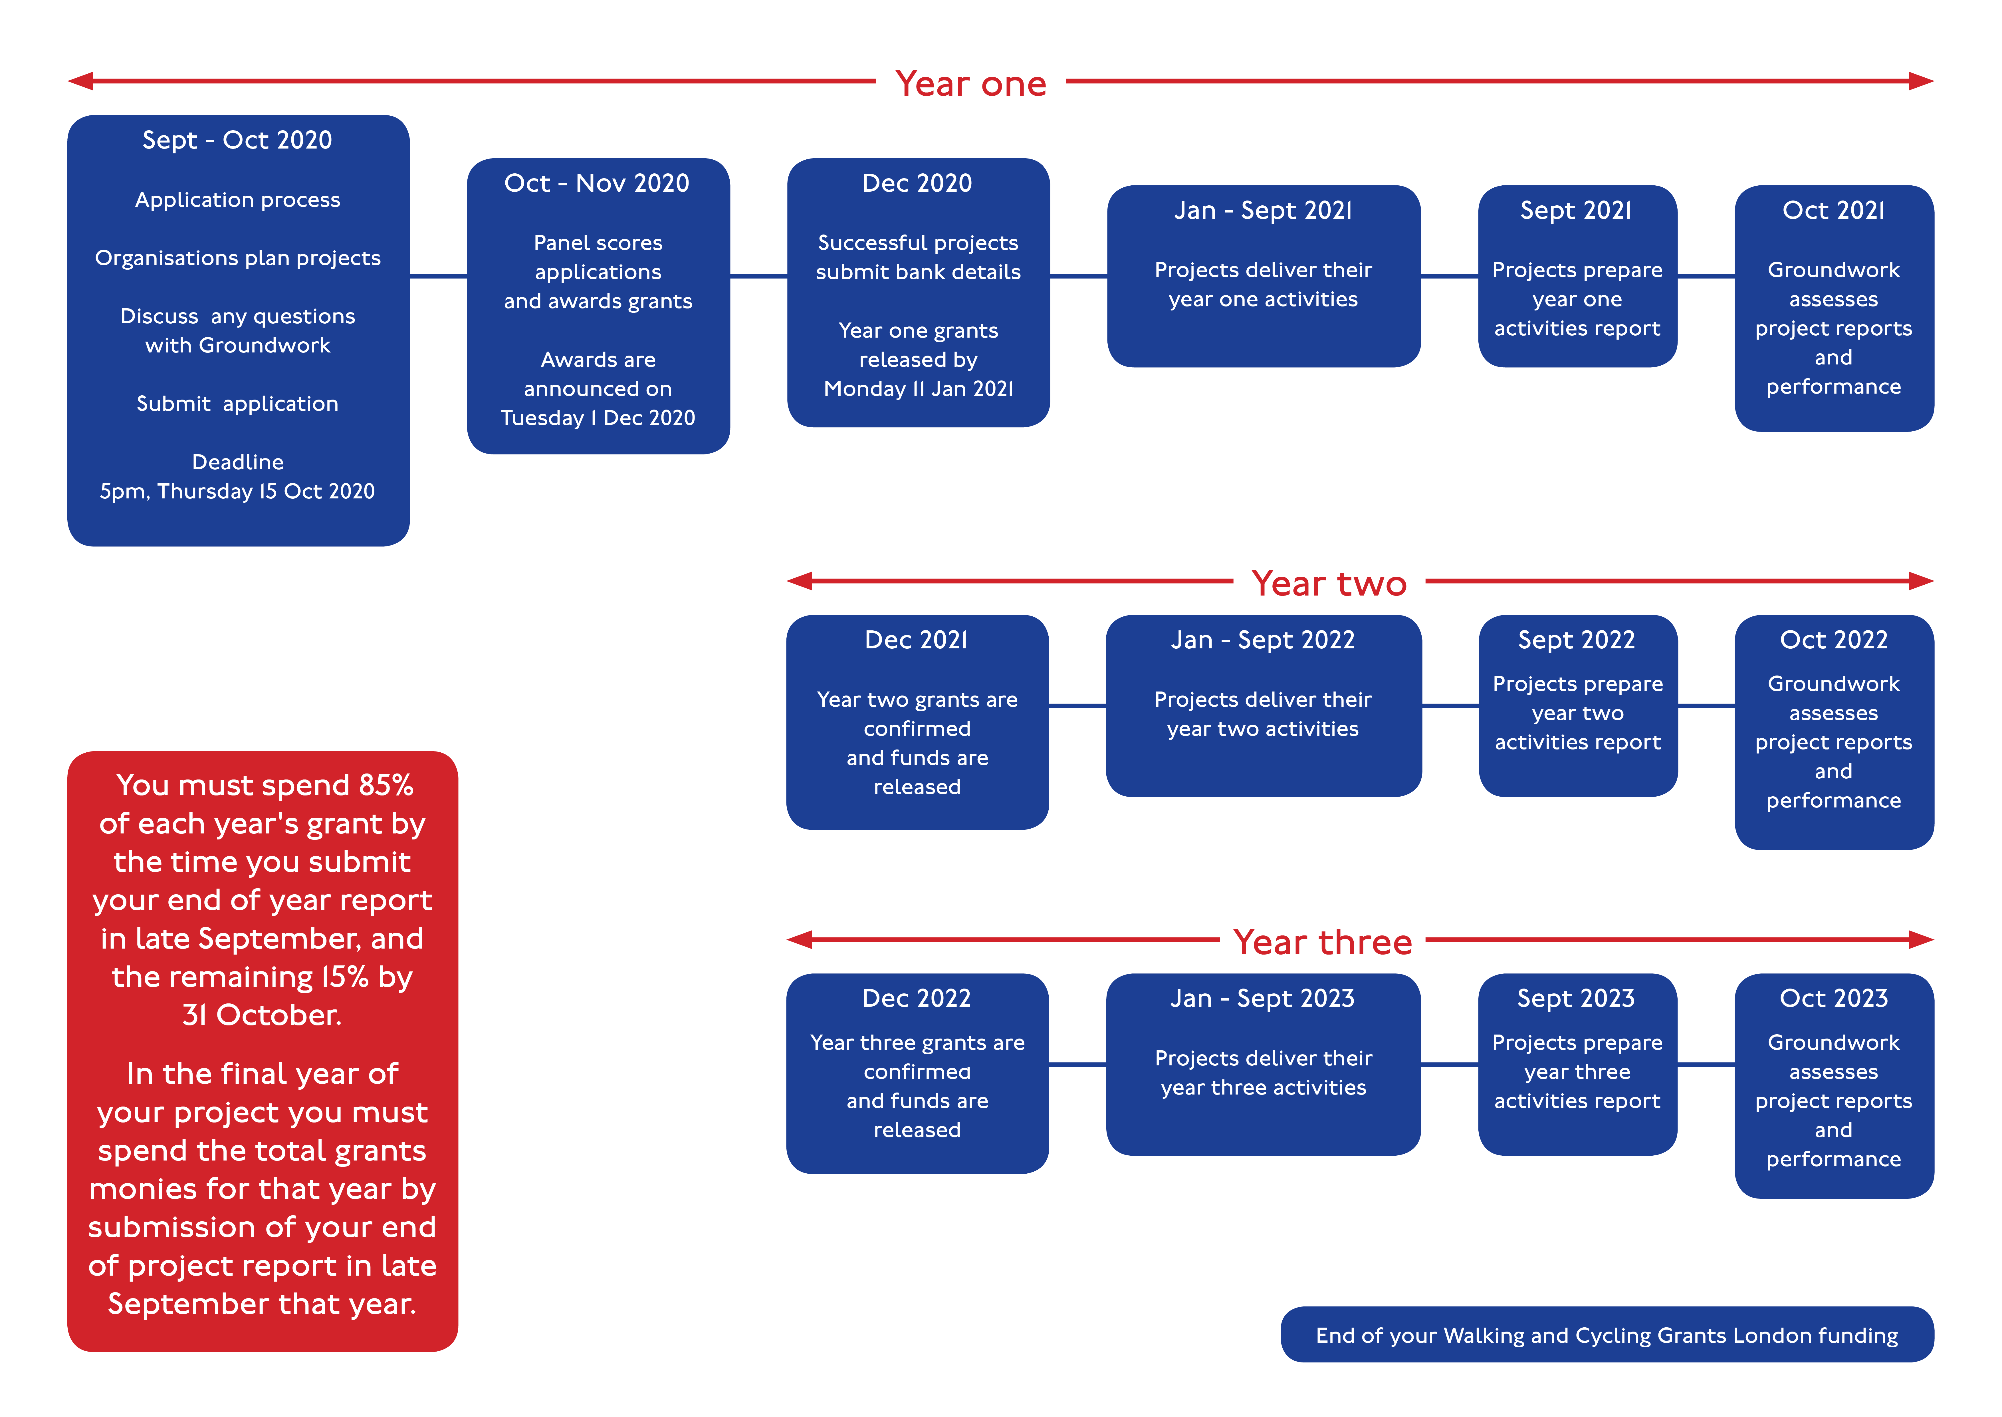 Year one
Sept - Oct 2020
Application process
Organisations plan projects
Discuss any questions
with Groundwork
Submit application
Deadline
5pm, Thursday 15 Oct 2020
Oct - Nov 2020
Panel scores
applications
and awards grants
Awards are
announced on
Tuesday 1 Dec 2020
Dec 2020
Successful projects
submit bank details
Year one grants
released by
Monday 11 Jan 2021
Jan - Sept 2021
Projects deliver their
year one activities
Sept 2021
Projects prepare
year one
activities report
Oct 2021
Groundwork
assesses
project reports
and
performance
Year two
Dec 2021
Year two grants are
confirmed
and funds are
released
Jan - Sept 2022
Projects deliver their
year two activities
Sept 2022
Projects prepare
year two
activities report
Oct 2022
Groundwork
assesses
project reports
and
performance
You must spend 85%
of each year's grant by
the time you submit
your end of year report
in late September, and
the remaining 15% by
31 October.
In the final year of
your project you must
spend the total grants
monies for that year by
submission of your end
of project report in late
September that year.
Year three
Dec 2022
Year three grants are
confirmed
and funds are
released
Jan - Sept 2023
Projects deliver their
year three activities
Sept 2023
Projects prepare
year three
activities report
Oct 2023
Groundwork
assesses
project reports
and
performance
End of your Walking and Cycling Grants London funding